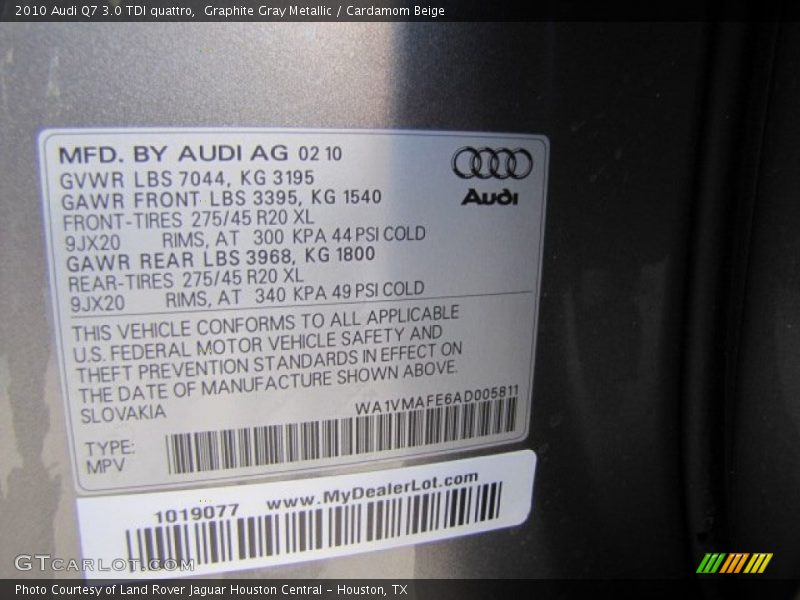 2010 Audi Q7 3.0 TDI quattro,  Graphite Gray Metallic / Cardamom Beige
MFD. BY AUDI AG 02 10
GVWR LBS 7044, KG 3195
GAWR FRONT LBS 3395, KG 1540
FRONT-TIRES 275/45 R20 XL
9JX20 RIMS, AT 300 KPA 44 PSI COLD
GAWR REAR LBS 3968, KG 1800
REAR-TIRES 275/45 R20 XL
9JX20 RIMS, AT 340 KPA 49 PSI COLD
Audi
THIS VEHICLE CONFORMS TO ALL APPLICABLE
U.S. FEDERAL MOTOR VEHICLE SAFETY AND
THEFT PREVENTION STANDARDS IN EFFECT ON
THE DATE OF MANUFACTURE SHOWN ABOVE.
SLOVAKIA
WA1VMAFE6AD005811
TYPE:
MPV
1019077 www.MyDealerLot.com
GTcarlot.com
Photo Courtesy of Land Rover Jaguar Houston Central - Houston, TX